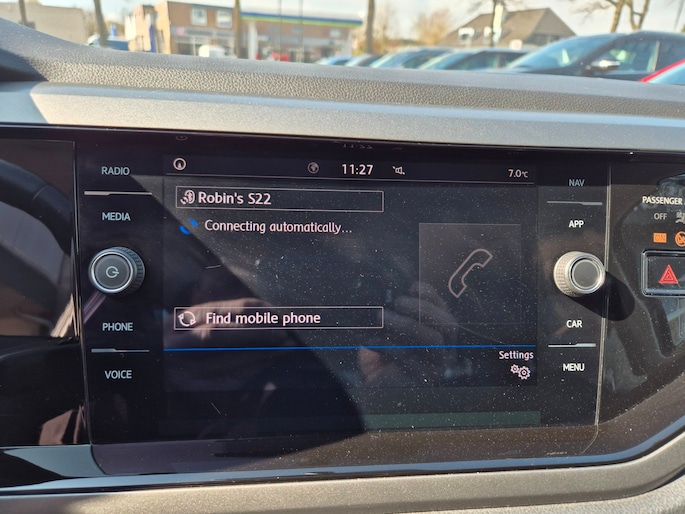 RADIO
MEDIA
PHONE
VOICE
11:27
7.0°C
Robin's S22
Connecting automatically...
Find mobile phone
Settings
NAV
APP
CAR
MENU
PASSENGER
OFF